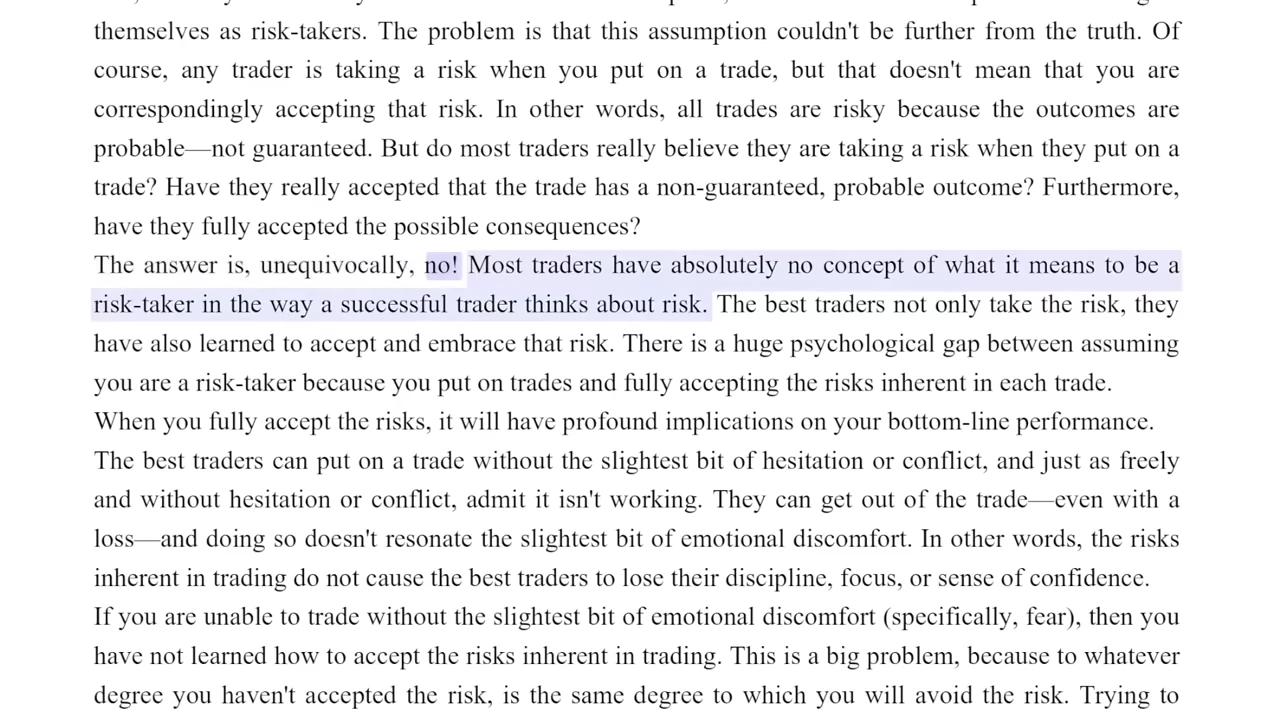 themselves as risk-takers. The problem is that this assumption couldn't be further from the truth. Of
course, any trader is taking a risk when you put on a trade, but that doesn't mean that you are
correspondingly accepting that risk. In other words, all trades are risky because the outcomes are
probable—not guaranteed. But do most traders really believe they are taking a risk when they put on a
trade? Have they really accepted that the trade has a non-guaranteed, probable outcome? Furthermore,
have they fully accepted the possible consequences?
The answer is, unequivocally, no! Most traders have absolutely no concept of what it means to be a
risk-taker in the way a successful trader thinks about risk. The best traders not only take the risk, they
have also learned to accept and embrace that risk. There is a huge psychological gap between assuming
you are a risk-taker because you put on trades and fully accepting the risks inherent in each trade.
When you fully accept the risks, it will have profound implications on your bottom-line performance.
The best traders can put on a trade without the slightest bit of hesitation or conflict, and just as freely
and without hesitation or conflict, admit it isn't working. They can get out of the trade—even with a
loss—and doing so doesn't resonate the slightest bit of emotional discomfort. In other words, the risks
inherent in trading do not cause the best traders to lose their discipline, focus, or sense of confidence.
If you are unable to trade without the slightest bit of emotional discomfort (specifically, fear), then you
have not learned how to accept the risks inherent in trading. This is a big problem, because to whatever
degree you haven't accepted the risk, is the same degree to which you will avoid the risk. Trying to